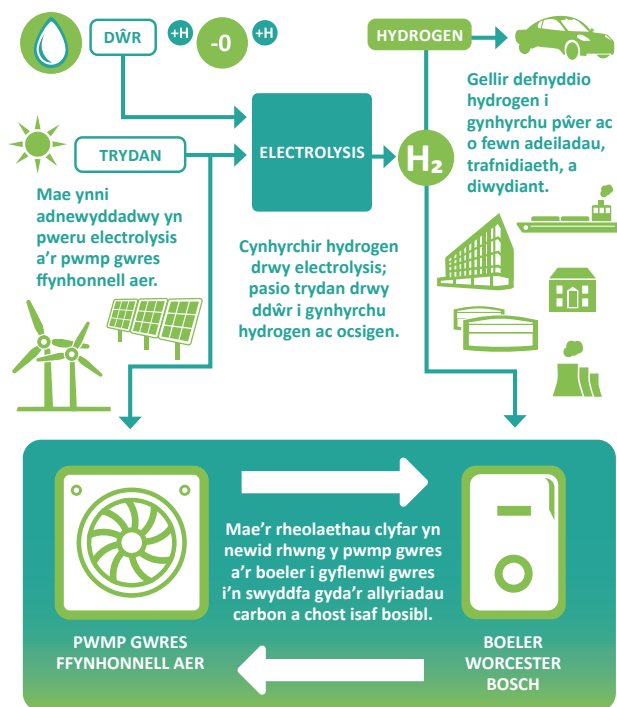 DŴR
+H
-O
+H
HYDROGEN
Gellir defnyddio
hydrogen i
gynhyrchu pŵer ac
o fewn adeiladau,
trafnidiaeth, a
diwydiant.
TRYDAN
ELECTROLYSIS
H₂
Mae ynni
adnewyddadwy yn
pweru electrolysis
a'r pwmp gwres
ffynhonnell aer.
Cynhyrchir hydrogen
drwy electrolysis;
pasio trydan drwy
ddŵr i gynhyrchu
hydrogen ac ocsigen.
Mae'r rheolaethau clyfar yn
newid rhwng y pwmp gwres
a'r boeler i gyflenwi gwres
i'n swyddfa gyda'r allyriadau
carbon a chost isaf bosibl.
PWMP GWRES
FFYNHONNELL AER
BOELER
WORCESTER
BOSCH